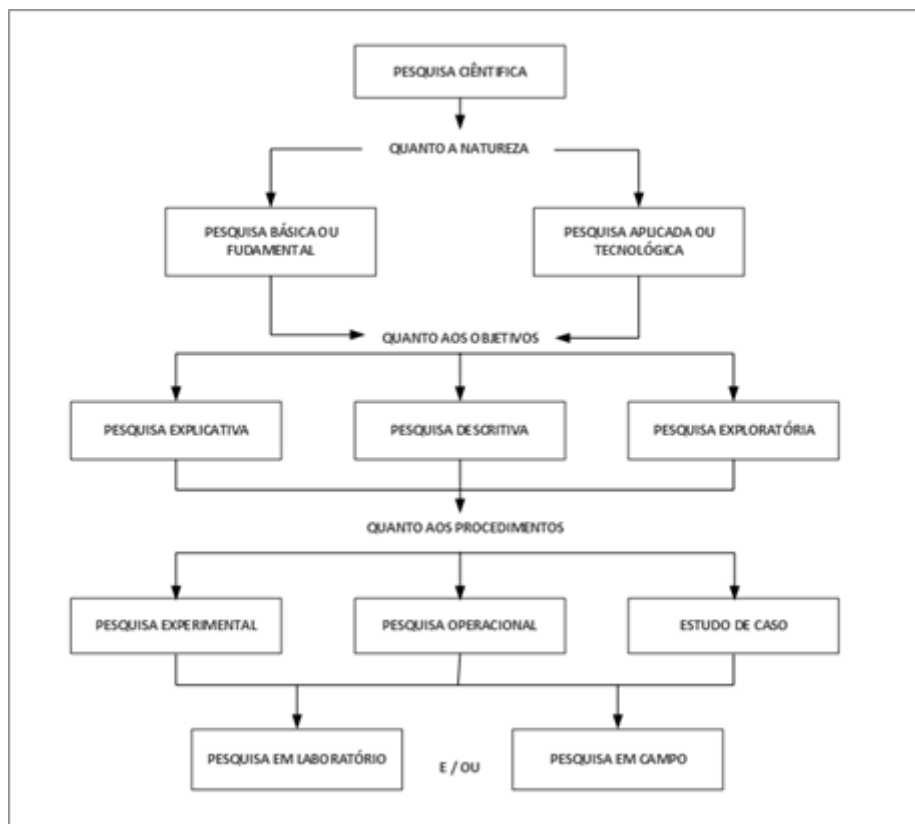 PESQUISA CIÊNTIFICA
QUANTO A NATUREZA
PESQUISA BÁSICA OU
FUDAMENTAL
PESQUISA APLICADA OU
TECNOLÓGICA
QUANTO AOS OBJETIVOS
PESQUISA EXPLICATIVA
PESQUISA DESCRITIVA
PESQUISA EXPLORATÓRIA
QUANTO AOS PROCEDIMENTOS
PESQUISA EXPERIMENTAL
PESQUISA OPERACIONAL
ESTUDO DE CASO
PESQUISA EM LABORATÓRIO
E / OU
PESQUISA EM CAMPO